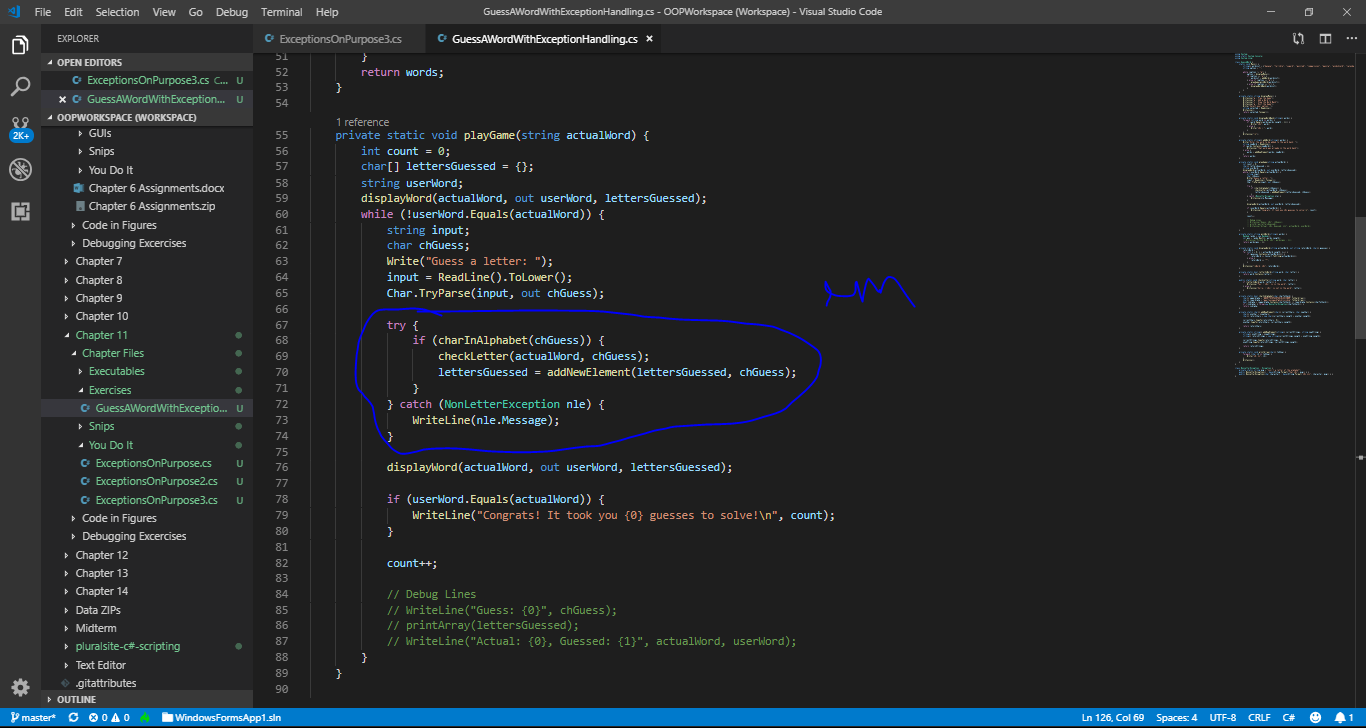 File Edit Selection View Go Debug Terminal Help
GuessAWordWithExceptionHandling.cs - OOPWorkspace (Workspace) - Visual Studio Code
EXPLORER
OPEN EDITORS
ExceptionsOnPurpose3.cs C... U
GuessAWordWithException... U
OOPWORKSPACE (WORKSPACE)
GUIs
Snips
You Do It
Chapter 6 Assignments.docx
Chapter 6 Assignments.zip
Code in Figures
Debugging Excercises
Chapter 7
Chapter 8
Chapter 9
Chapter 10
Chapter 11
Chapter Files
Executables
Exercises
GuessAWordWithExceptio... U
Snips
You Do It
ExceptionsOnPurpose.cs U
ExceptionsOnPurpose2.cs U
ExceptionsOnPurpose3.cs U
Code in Figures
Debugging Excercises
Chapter 12
Chapter 13
Chapter 14
Data ZIPs
Midterm
pluralsite-c#-scripting
Text Editor
.gitattributes
OUTLINE
2K+
ExceptionsOnPurpose3.cs
GuessAWordWithExceptionHandling.cs
51 }
52 return words;
53 }
54
1 reference
55 private static void playGame(string actualWord) {
56 int count = 0;
57 char[] lettersGuessed = {};
58 string userWord;
59 displayWord(actualWord, out userWord, lettersGuessed);
60 while (!userWord.Equals(actualWord)) {
61 string input;
62 char chGuess;
63 Write("Guess a letter: ");
64 input = ReadLine().ToLower();
65 Char.TryParse(input, out chGuess);
66
67 try {
68 if (charInAlphabet(chGuess)) {
69 checkLetter(actualWord, chGuess);
70 lettersGuessed = addNewElement(lettersGuessed, chGuess);
71 }
72 } catch (NonLetterException nle) {
73 WriteLine(nle.Message);
74 }
75
76 displayWord(actualWord, out userWord, lettersGuessed);
77
78 if (userWord.Equals(actualWord)) {
79 WriteLine("Congrats! It took you {0} guesses to solve!\n", count);
80 }
81
82 count++;
83
84 // Debug Lines
85 // WriteLine("Guess: {0}", chGuess);
86 // printArray(lettersGuessed);
87 // WriteLine("Actual: {0}, Guessed: {1}", actualWord, userWord);
88 }
89 }
90
master* 0 0 WindowsFormsApp1.sln
Ln 126, Col 69 Spaces: 4 UTF-8 CRLF C# 1